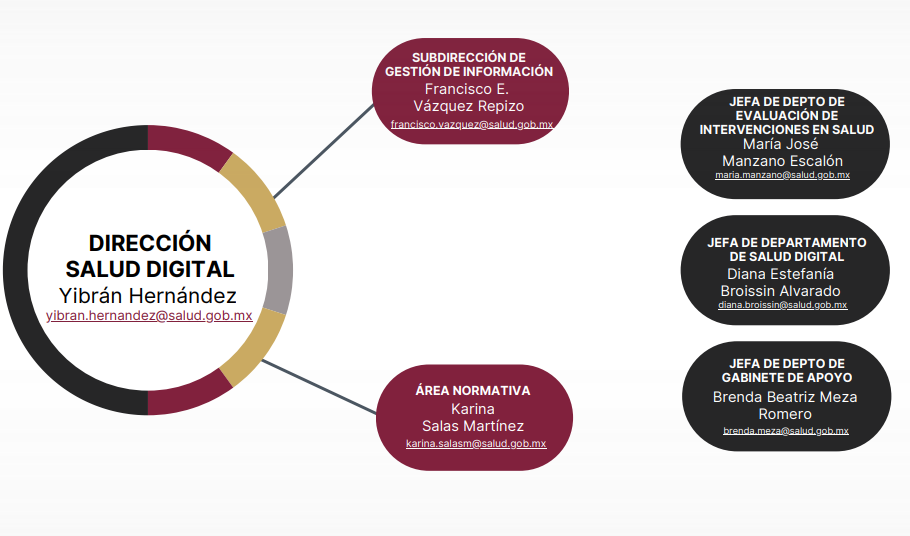 SUBDIRECCIÓN DE
GESTIÓN DE INFORMACIÓN
Francisco E.
Vázquez Repizo
francisco.vazquez@salud.gob.mx
DIRECCIÓN
SALUD DIGITAL
Yibrán Hernández
yibran.hernandez@salud.gob.mx
ÁREA NORMATIVA
Karina
Salas Martínez
karina.salasm@salud.gob.mx
JEFA DE DEPTO DE
EVALUACIÓN DE
INTERVENCIONES EN SALUD
María José
Manzano Escalón
maria.manzano@salud.gob.mx
JEFA DE DEPARTAMENTO
DE SALUD DIGITAL
Diana Estefanía
Broissin Alvarado
diana.broissin@salud.gob.mx
JEFA DE DEPTO DE
GABINETE DE APOYO
Brenda Beatriz Meza
Romero
brenda.meza@salud.gob.mx